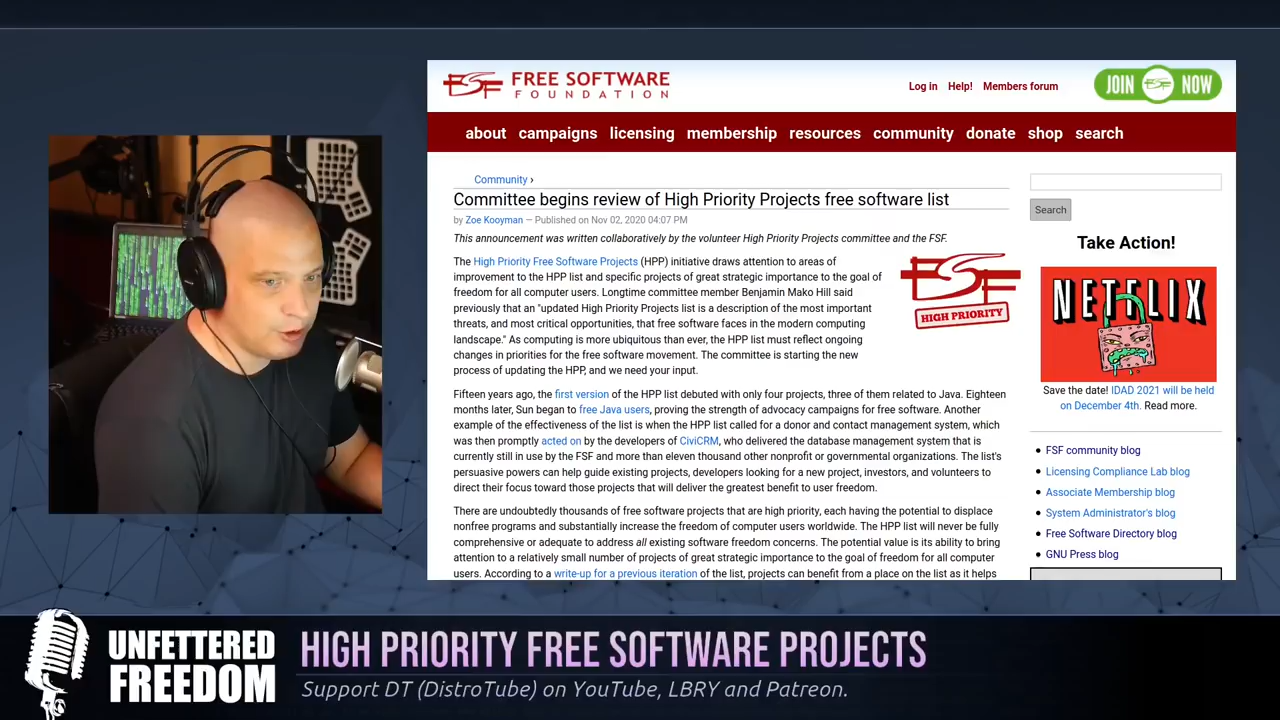 FREE SOFTWARE
FOUNDATION
Log in Help! Members forum
JOIN NOW
about campaigns licensing membership resources community donate shop search
Community ›
Committee begins review of High Priority Projects free software list
by Zoe Kooyman — Published on Nov 02, 2020 04:07 PM
This announcement was written collaboratively by the volunteer High Priority Projects committee and the FSF.
The High Priority Free Software Projects (HPP) initiative draws attention to areas of
improvement to the HPP list and specific projects of great strategic importance to the goal of
freedom for all computer users. Longtime committee member Benjamin Mako Hill said
previously that an "updated High Priority Projects list is a description of the most important
threats, and most critical opportunities, that free software faces in the modern computing
landscape." As computing is more ubiquitous than ever, the HPP list must reflect ongoing
changes in priorities for the free software movement. The committee is starting the new
process of updating the HPP, and we need your input.
FSF
HIGH PRIORITY
Fifteen years ago, the first version of the HPP list debuted with only four projects, three of them related to Java. Eighteen
months later, Sun began to free Java users, proving the strength of advocacy campaigns for free software. Another
example of the effectiveness of the list is when the HPP list called for a donor and contact management system, which
was then promptly acted on by the developers of CiviCRM, who delivered the database management system that is
currently still in use by the FSF and more than eleven thousand other nonprofit or governmental organizations. The list's
persuasive powers can help guide existing projects, developers looking for a new project, investors, and volunteers to
direct their focus toward those projects that will deliver the greatest benefit to user freedom.
There are undoubtedly thousands of free software projects that are high priority, each having the potential to displace
nonfree programs and substantially increase the freedom of computer users worldwide. The HPP list will never be fully
comprehensive or adequate to address all existing software freedom concerns. The potential value is its ability to bring
attention to a relatively small number of projects of great strategic importance to the goal of freedom for all computer
users. According to a write-up for a previous iteration of the list, projects can benefit from a place on the list as it helps
Search
Take Action!
NETFLIX
Save the date! IDAD 2021 will be held
on December 4th. Read more.
FSF community blog
Licensing Compliance Lab blog
Associate Membership blog
System Administrator's blog
Free Software Directory blog
GNU Press blog
UNFETTERED
FREEDOM
HIGH PRIORITY FREE SOFTWARE PROJECTS
Support DT (DistroTube) on YouTube, LBRY and Patreon.